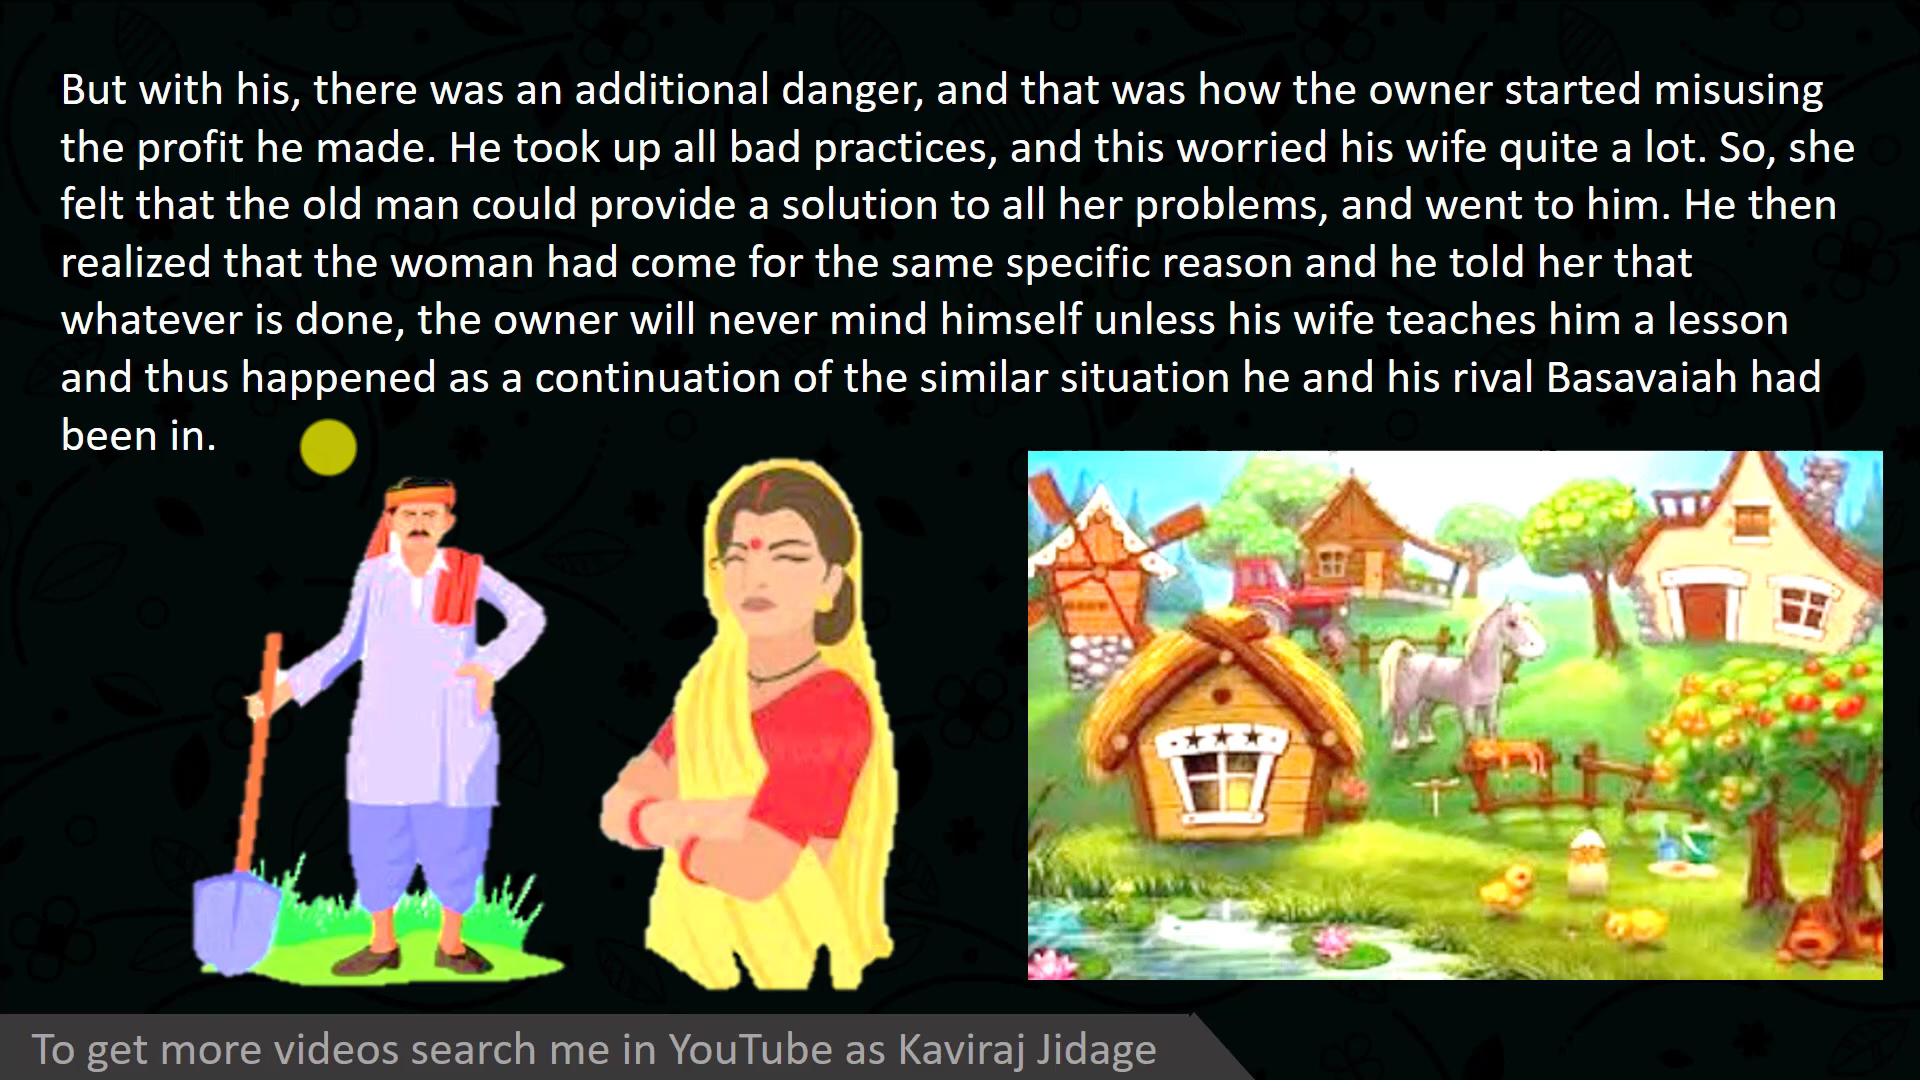 But with his, there was an additional danger, and that was how the owner started misusing
the profit he made. He took up all bad practices, and this worried his wife quite a lot. So, she
felt that the old man could provide a solution to all her problems, and went to him. He then
realized that the woman had come for the same specific reason and he told her that
whatever is done, the owner will never mind himself unless his wife teaches him a lesson
and thus happened as a continuation of the similar situation he and his rival Basavaiah had
been in.
To get more videos search me in YouTube as Kaviraj Jidage